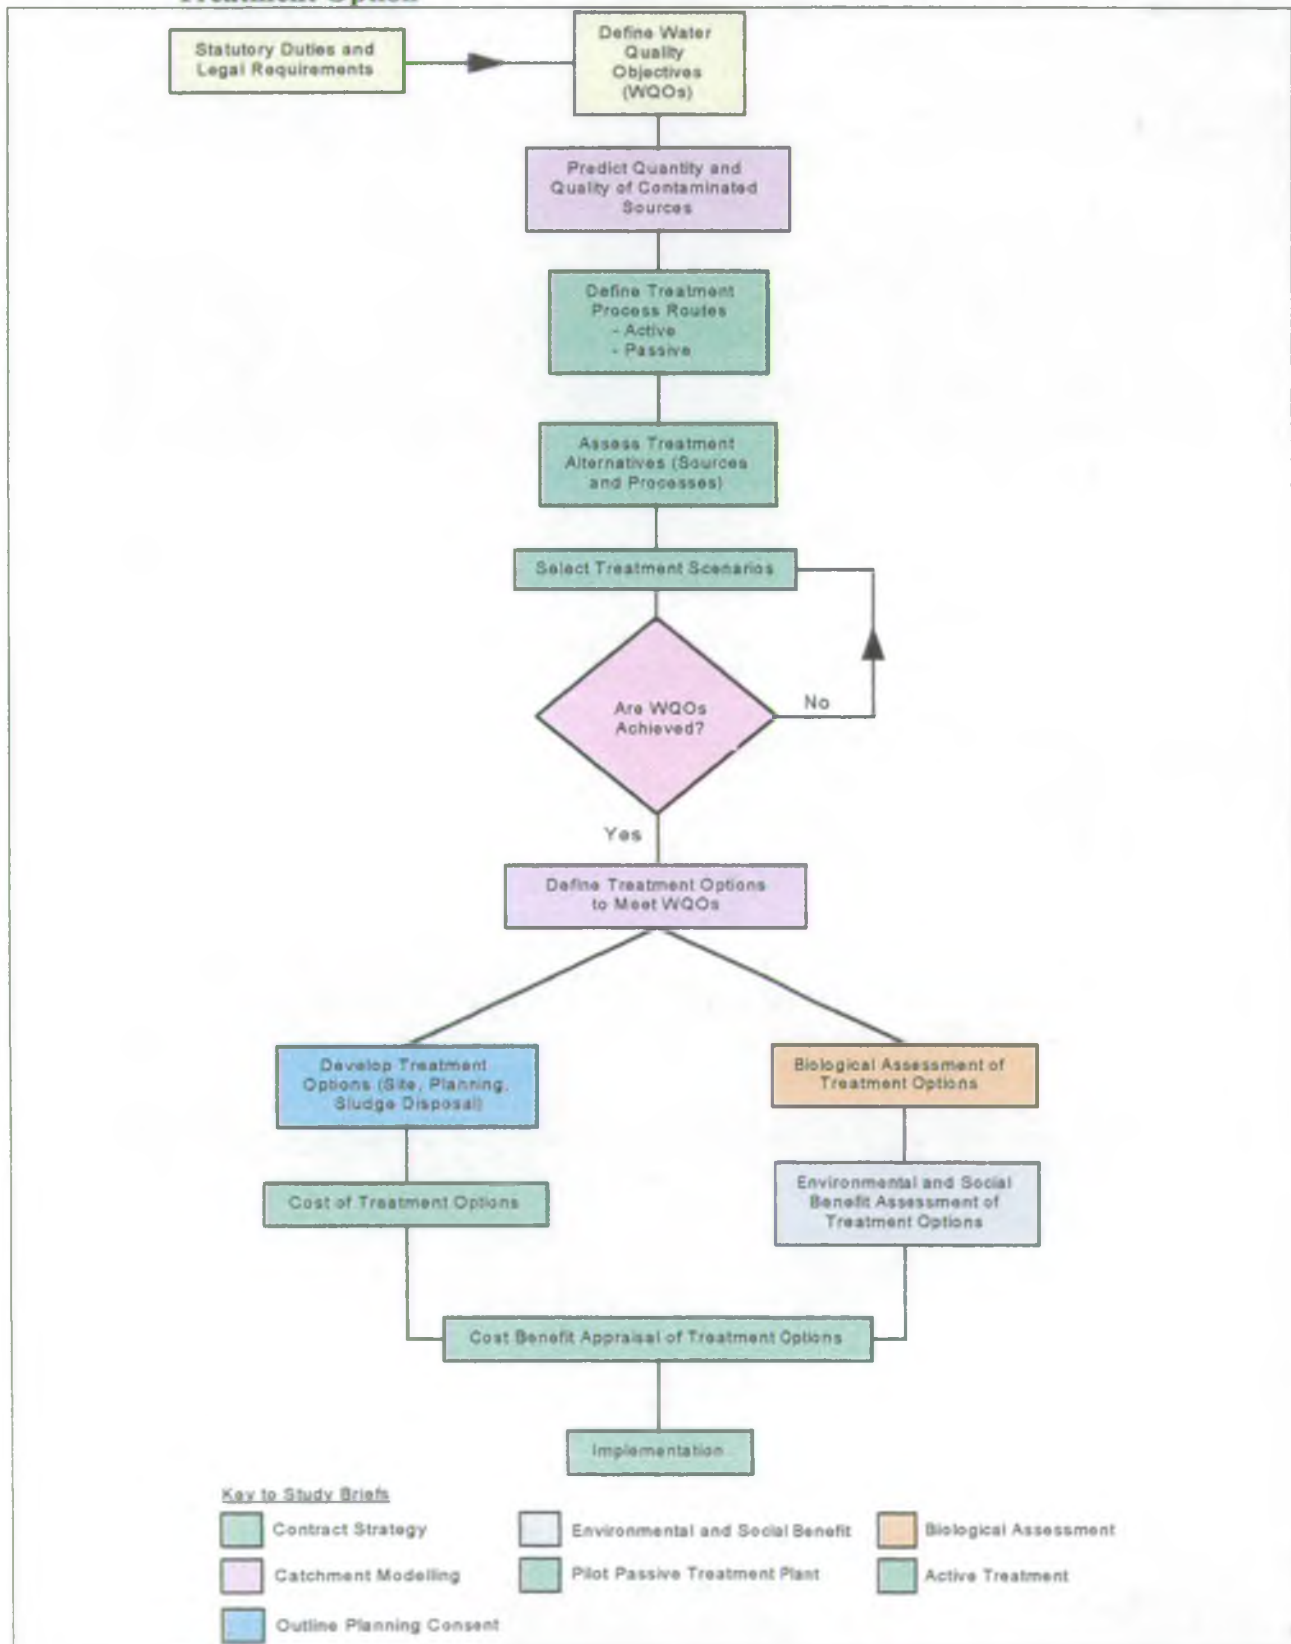 Treatment Option
Statutory Duties and
Legal Requirements
Define Water
Quality
Objectives
(WQOs)
Predict Quantity and
Quality of Contaminated
Sources
Define Treatment
Process Routes
- Active
- Passive
Assess Treatment
Alternatives (Sources
and Processes)
Select Treatment Scenarios
Are WQOs
Achieved?
No
Yes
Define Treatment Options
to Meet WQOs
Develop Treatment
Options (Site, Planning,
Sludge Disposal)
Biological Assessment of
Treatment Options
Cost of Treatment Options
Environmental and Social
Benefit Assessment of
Treatment Options
Cost Benefit Appraisal of Treatment Options
Implementation
Key to Study Briefs
Contract Strategy
Environmental and Social Benefit
Biological Assessment
Catchment Modelling
Pilot Passive Treatment Plant
Active Treatment
Outline Planning Consent